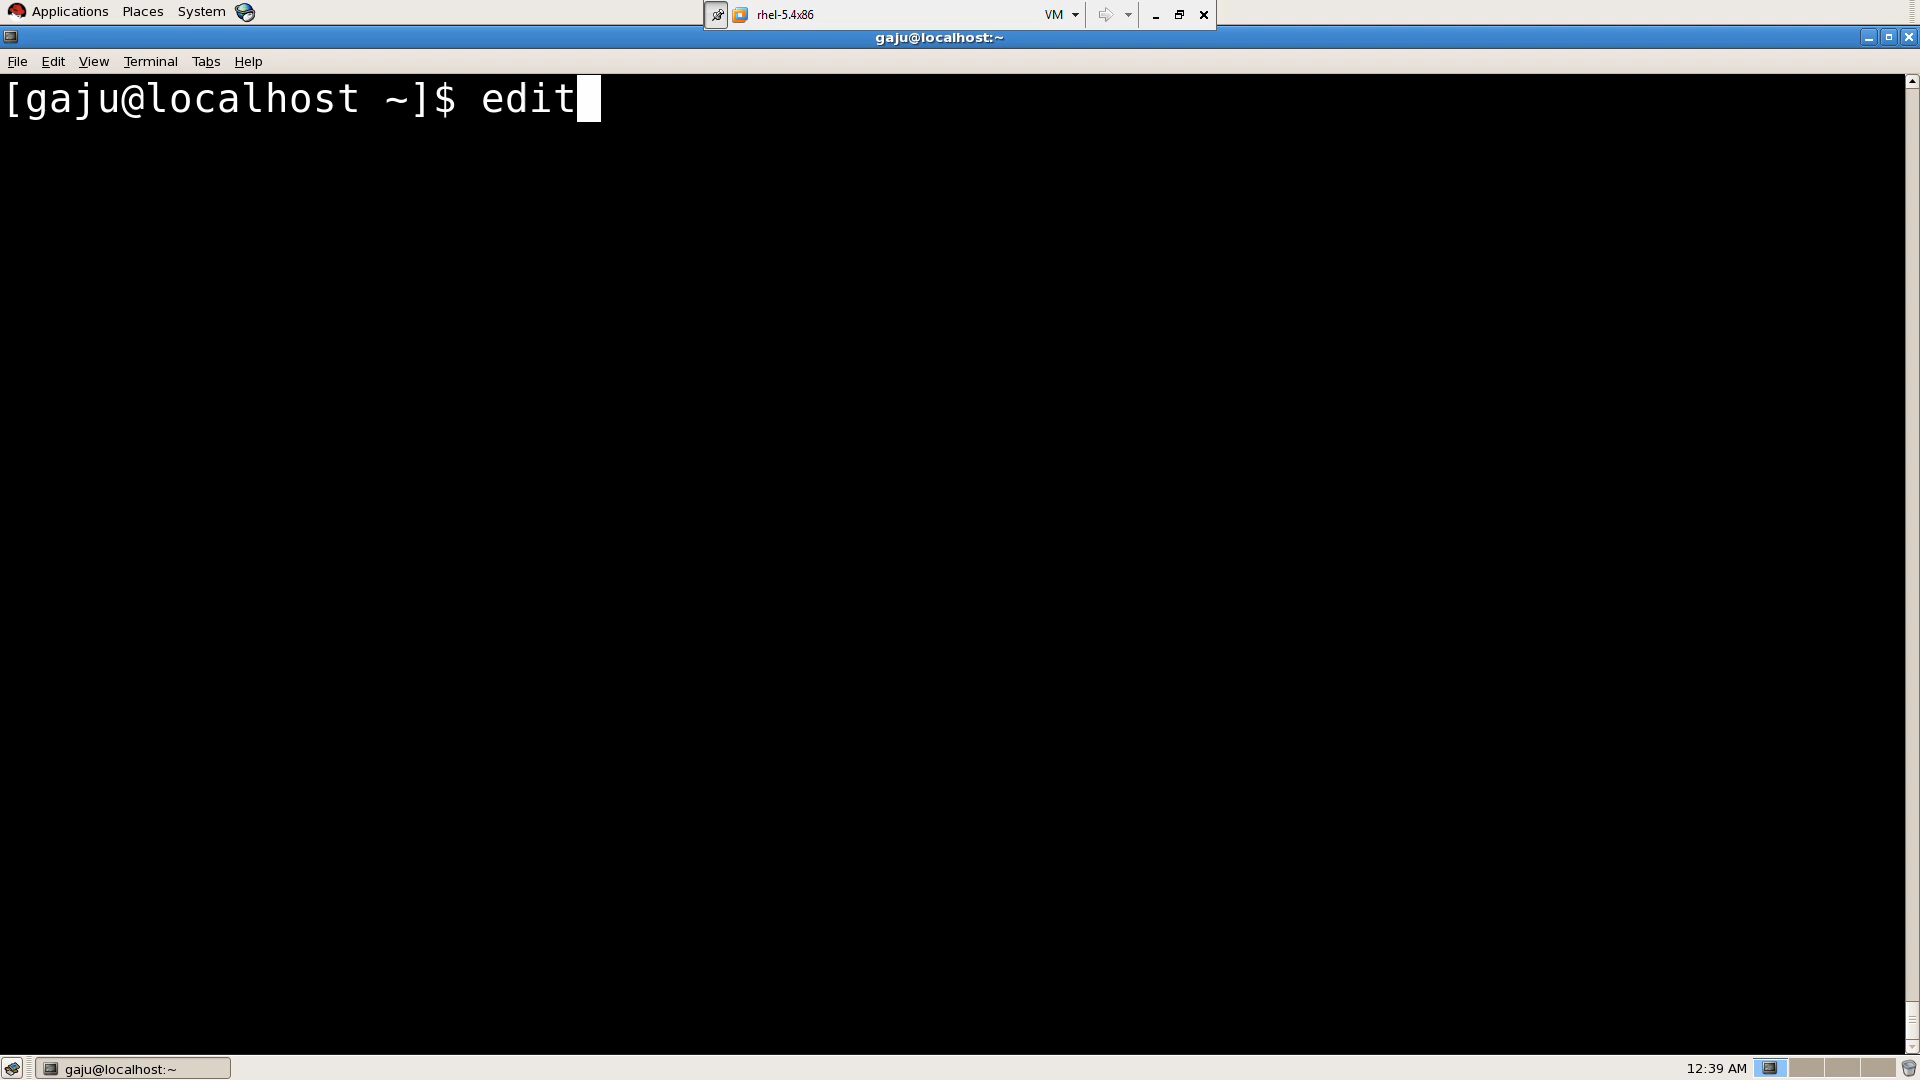 Applications Places System
rhel-5.4x86 VM
gaju@localhost:~
File Edit View Terminal Tabs Help
[gaju@localhost ~]$ edit
gaju@localhost:~ 12:39 AM